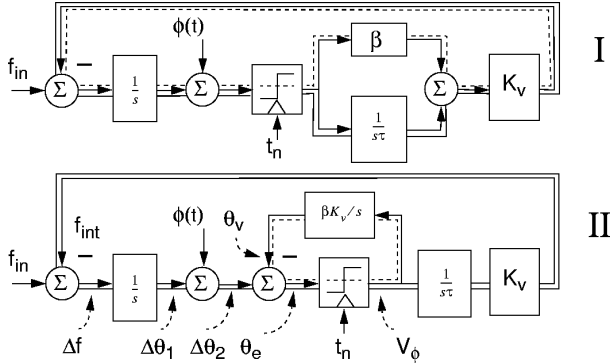 ϕ(t)
β
I
f_in
−
Σ
1/s
Σ
Σ
K_v
1/sτ
t_n
II
ϕ(t)
θ_v
βK_v/s
f_int
−
−
f_in
Σ
1/s
Σ
Σ
1/sτ
K_v
Δf
Δθ_1
Δθ_2
θ_e
t_n
V_ϕ